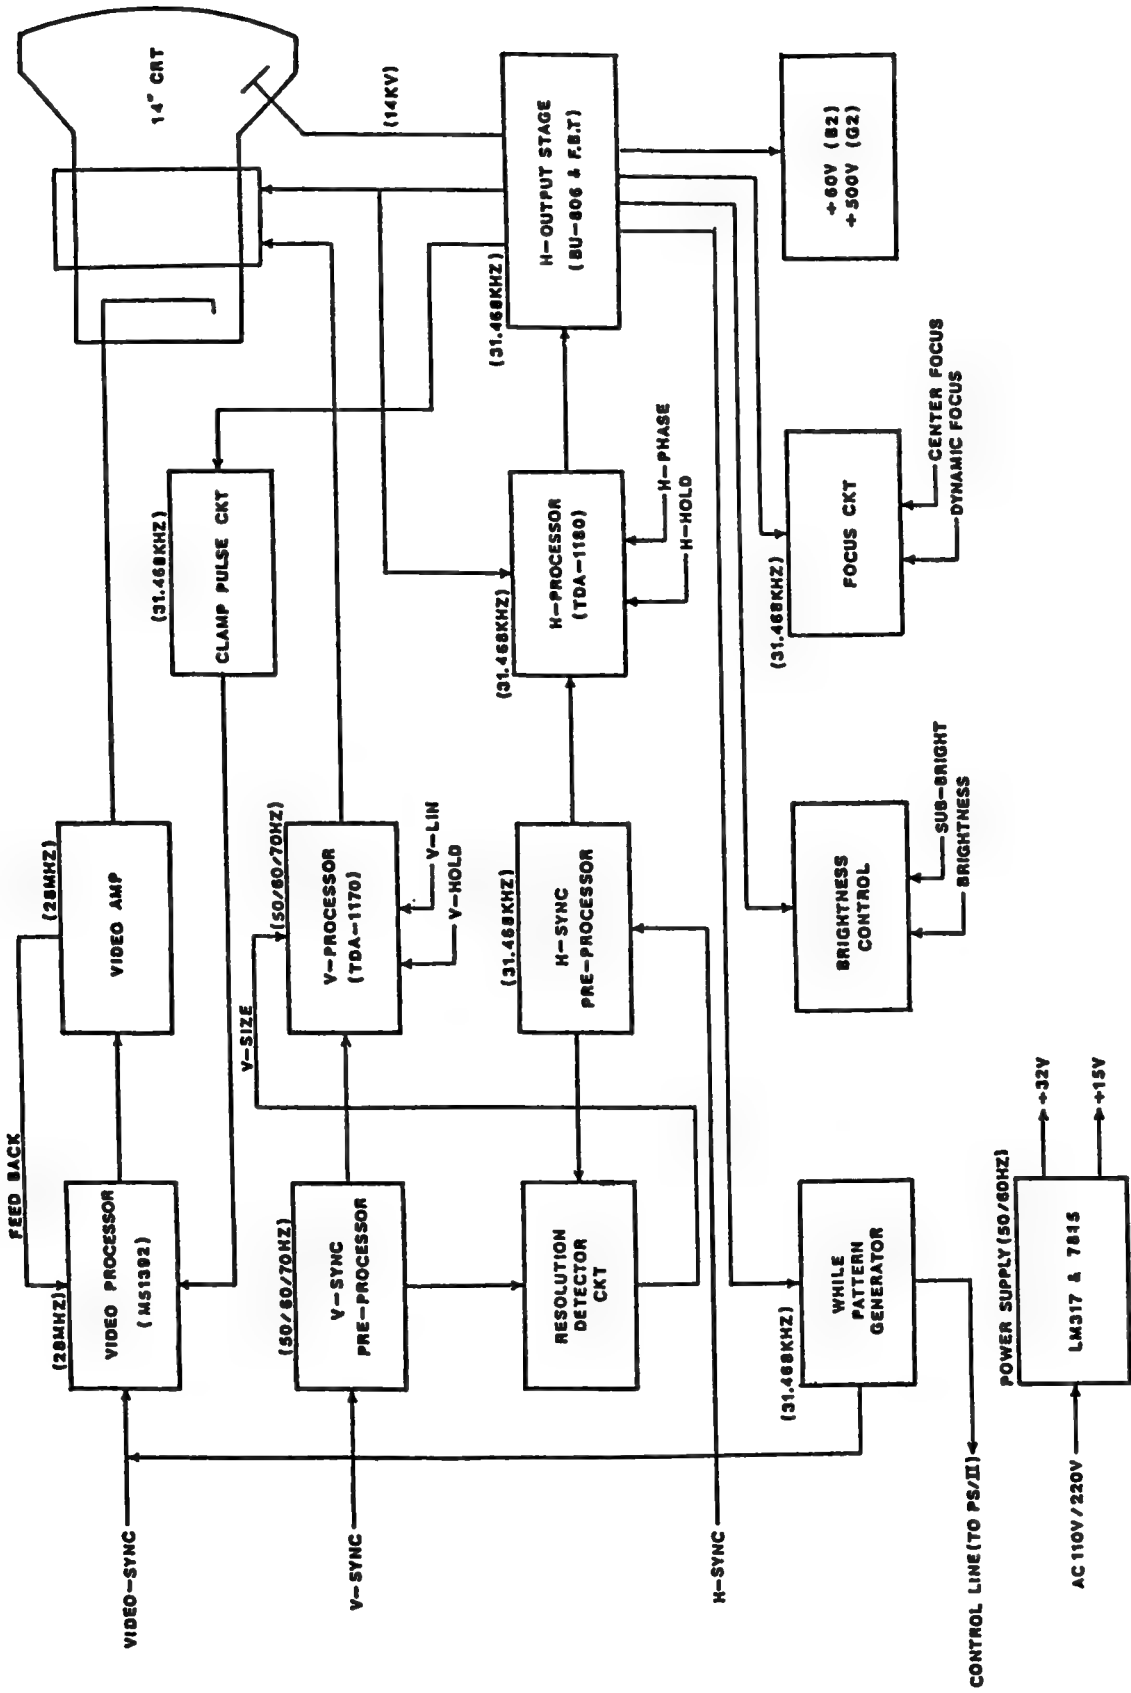 FEED BACK
(28MHZ)
VIDEO PROCESSOR
(M51392)
(28MHZ)
VIDEO AMP
14" CRT
VIDEO-SYNC
(31.468KHZ)
CLAMP PULSE CKT
V-SIZE
(50/60/70HZ)
V-SYNC
PRE-PROCESSOR
(50/60/70HZ)
V-PROCESSOR
(TDA-1170)
V-LIN
V-HOLD
V-SYNC
(14KV)
RESOLUTION
DETECTOR
CKT
(31.468KHZ)
H-SYNC
PRE-PROCESSOR
(31.468KHZ)
H-PROCESSOR
(TDA-1180)
H-PHASE
H-HOLD
(31.468KHZ)
H-OUTPUT STAGE
(BU-806 & F.B.T)
H-SYNC
(31.468KHZ)
WHILE
PATTERN
GENERATOR
BRIGHTNESS
CONTROL
SUB-BRIGHT
BRIGHTNESS
(31.468KHZ)
FOCUS CKT
CENTER FOCUS
DYNAMIC FOCUS
+60V (B2)
+500V (G2)
CONTROL LINE(TO PS/II)
POWER SUPPLY(50/60HZ)
LM317 & 7815
+32V
+15V
AC110V/220V